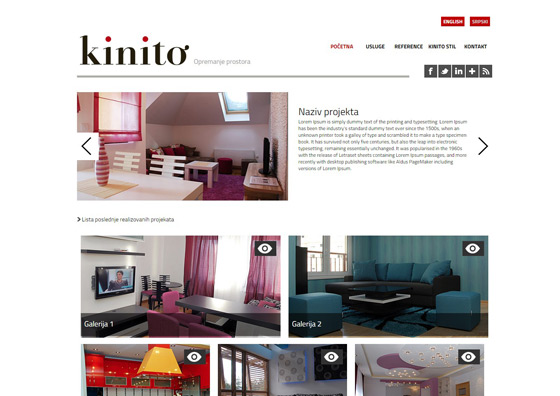 ENGLISH SRPSKI
kinito
Opremanje prostora
POČETNA USLUGE REFERENCE KINITO STIL KONTAKT
Naziv projekta
Lorem Ipsum is simply dummy text of the printing and typesetting. Lorem Ipsum
has been the industry's standard dummy text ever since the 1500s, when an
unknown printer took a galley of type and scrambled it to make a type specimen
book. It has survived not only five centuries, but also the leap into electronic
typesetting, remaining essentially unchanged. It was popularised in the 1960s
with the release of Letraset sheets containing Lorem Ipsum passages, and more
recently with desktop publishing software like Aldus PageMaker including
versions of Lorem Ipsum.
Lista poslednje realizovanih projekata
Galerija 1
Galerija 2